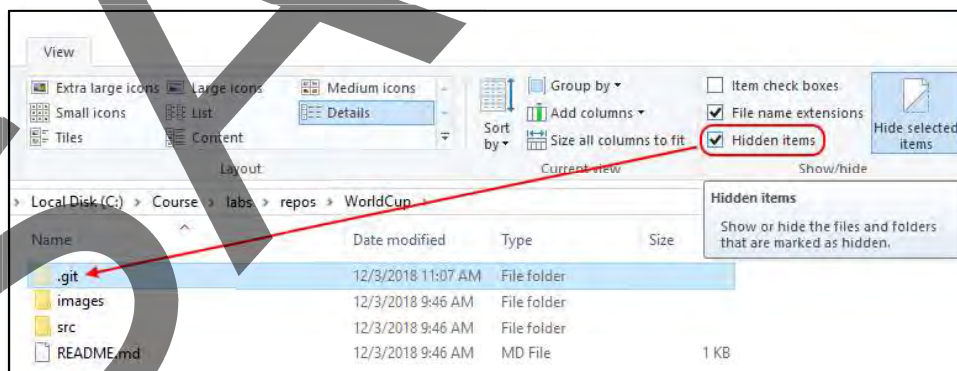 View
Extra large icons Large icons Medium icons
Small icons List Details
Tiles Content
Layout
Sort by
Group by
Add columns
Size all columns to fit
Current view
Item check boxes
File name extensions
Hidden items
Hide selected items
Show/hide
> Local Disk (C:) > Course > labs > repos > WorldCup >
Hidden items
Show or hide the files and folders
that are marked as hidden.
Name Date modified Type Size
.git 12/3/2018 11:07 AM File folder
images 12/3/2018 9:46 AM File folder
src 12/3/2018 9:46 AM File folder
README.md 12/3/2018 9:46 AM MD File 1 KB